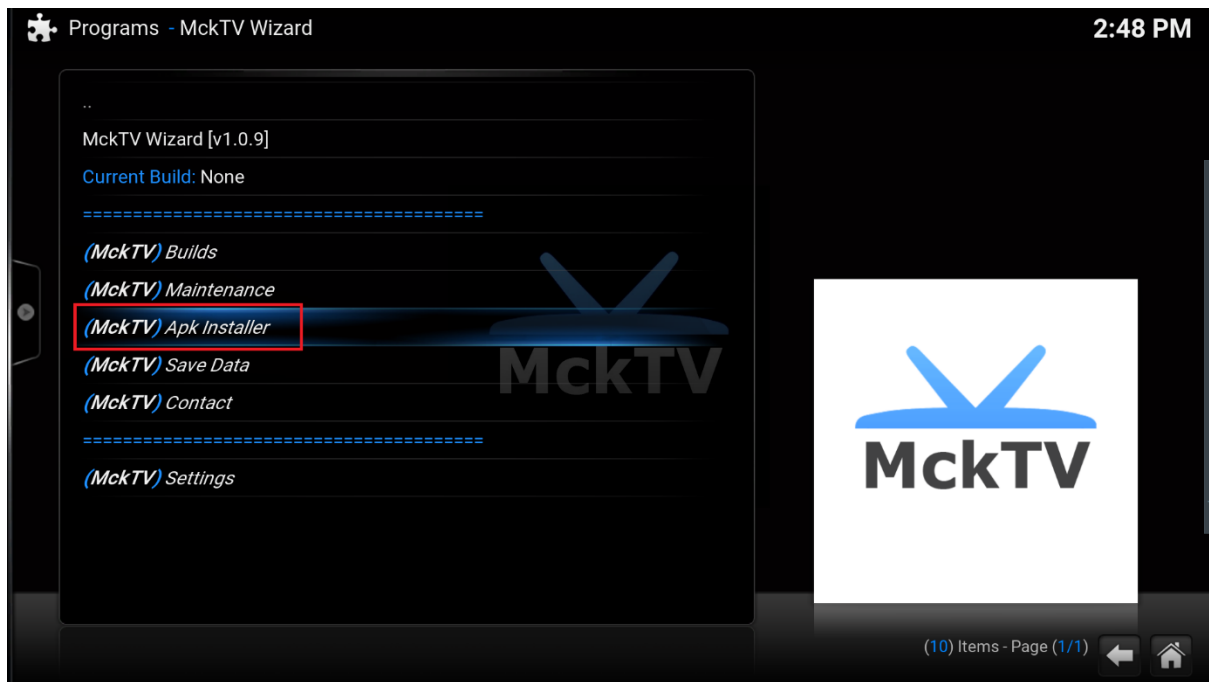 Programs - MckTV Wizard
2:48 PM
..
MckTV Wizard [v1.0.9]
Current Build: None
========================================
(MckTV) Builds
(MckTV) Maintenance
(MckTV) Apk Installer
(MckTV) Save Data
(MckTV) Contact
========================================
(MckTV) Settings
MckTV
MckTV
(10) Items - Page (1/1)